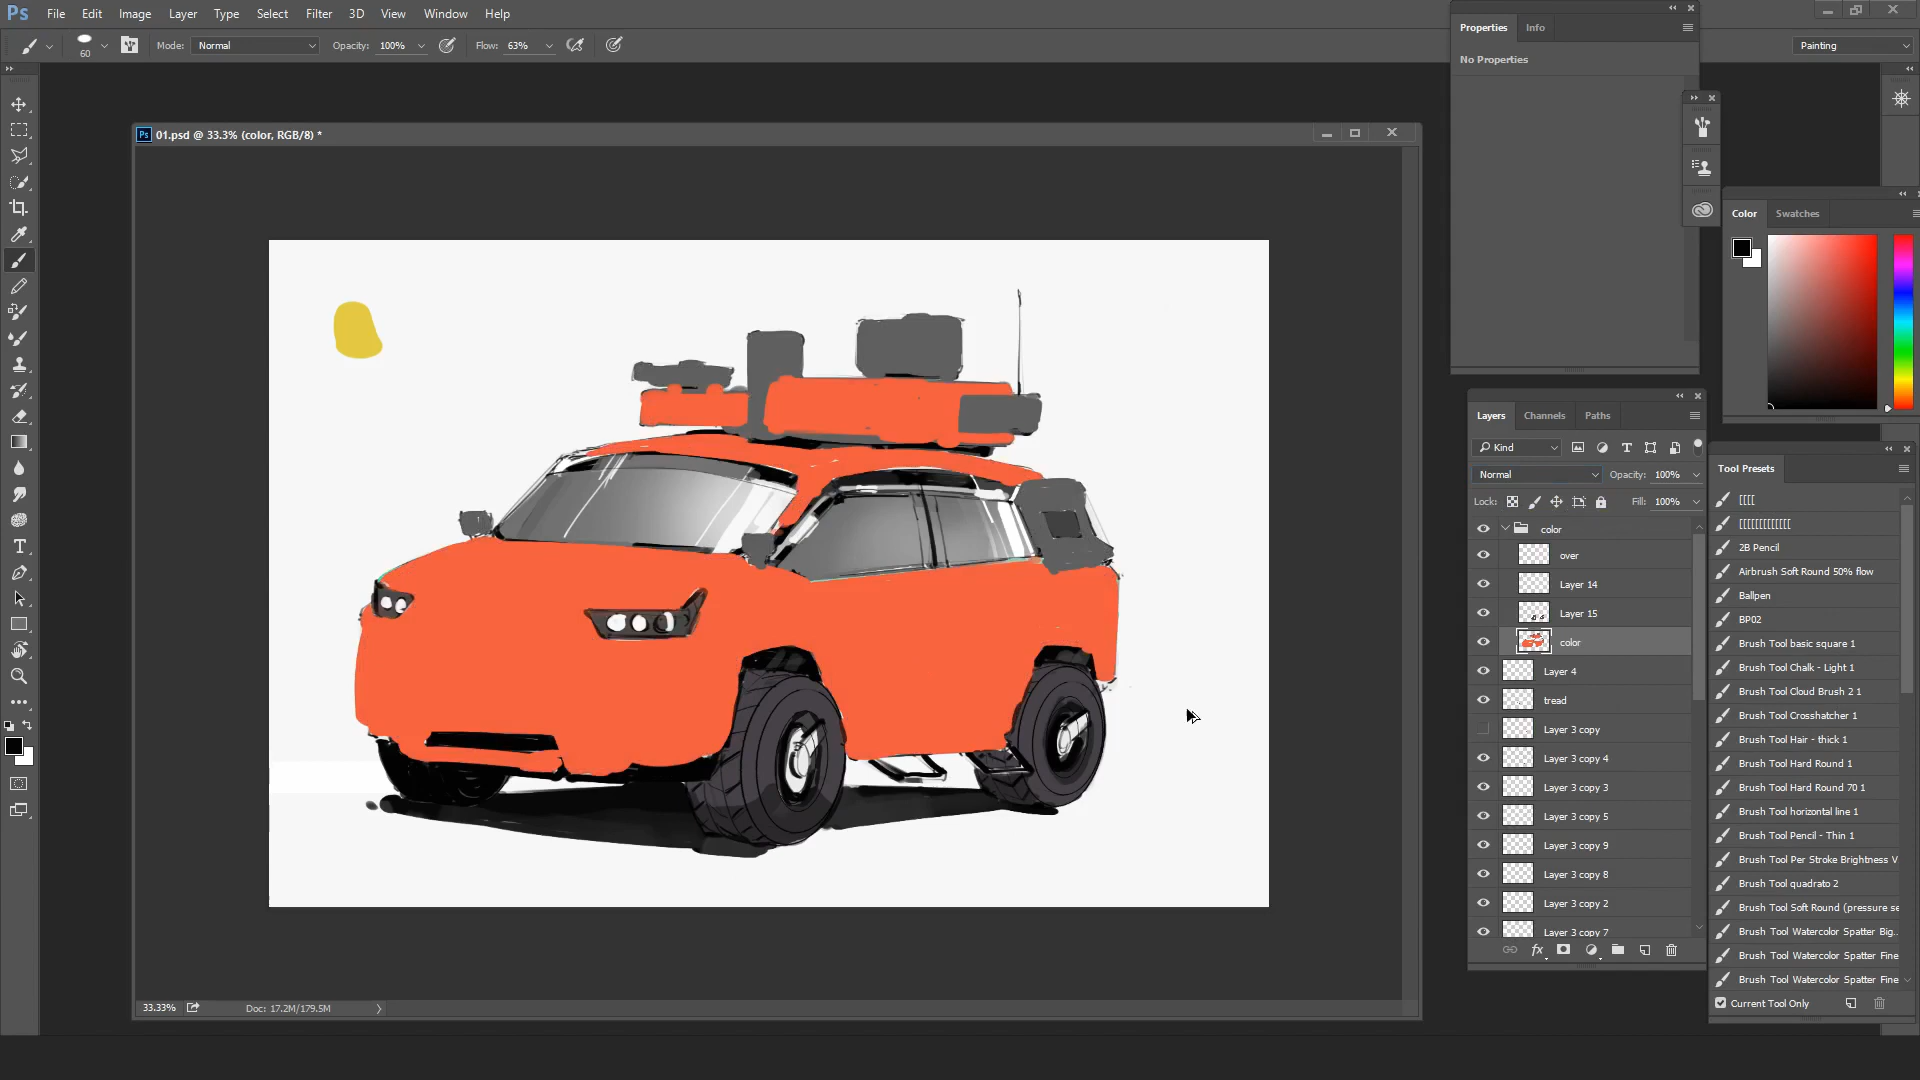 Ps File Edit Image Layer Type Select Filter 3D View Window Help
60 Mode: Normal Opacity: 100% Flow: 63%
Painting
Properties Info
No Properties
Ps 01.psd @ 33.3% (color, RGB/8) *
Color Swatches
Layers Channels Paths
Kind
Normal Opacity: 100%
Lock: Fill: 100%
color
over
Layer 14
Layer 15
color
Layer 4
tread
Layer 3 copy
Layer 3 copy 4
Layer 3 copy 3
Layer 3 copy 5
Layer 3 copy 9
Layer 3 copy 8
Layer 3 copy 2
Layer 3 copy 7
fx
Tool Presets
[[[[
[[[[[[[[[[[[[
2B Pencil
Airbrush Soft Round 50% flow
Ballpen
BP02
Brush Tool basic square 1
Brush Tool Chalk - Light 1
Brush Tool Cloud Brush 2 1
Brush Tool Crosshatcher 1
Brush Tool Hair - thick 1
Brush Tool Hard Round 1
Brush Tool Hard Round 70 1
Brush Tool horizontal line 1
Brush Tool Pencil - Thin 1
Brush Tool Per Stroke Brightness V
Brush Tool quadrato 2
Brush Tool Soft Round (pressure se
Brush Tool Watercolor Spatter Big...
Brush Tool Watercolor Spatter Fine
Brush Tool Watercolor Spatter Fine
Current Tool Only
33.33% Doc: 17.2M/179.5M